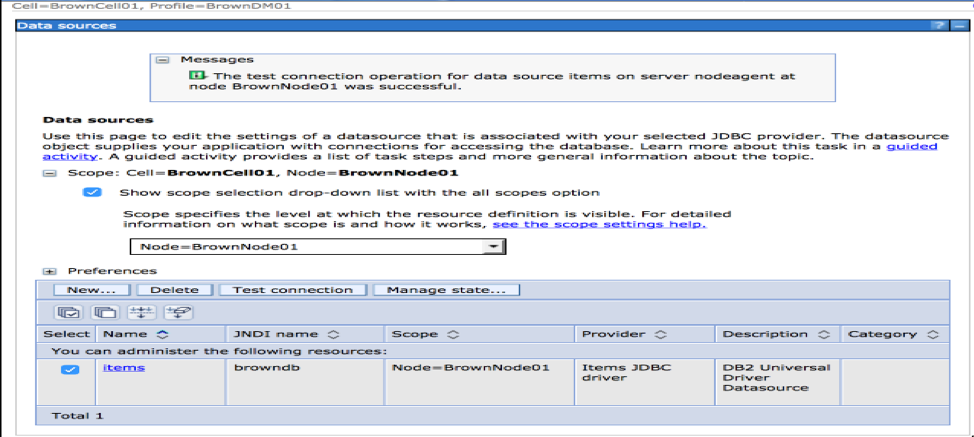 Cell=BrownCell01, Profile=BrownDM01
Data sources
? –
Messages
The test connection operation for data source items on server nodeagent at
node BrownNode01 was successful.
Data sources
Use this page to edit the settings of a datasource that is associated with your selected JDBC provider. The datasource
object supplies your application with connections for accessing the database. Learn more about this task in a guided
activity. A guided activity provides a list of task steps and more general information about the topic.
Scope: Cell=BrownCell01, Node=BrownNode01
Show scope selection drop-down list with the all scopes option
Scope specifies the level at which the resource definition is visible. For detailed
information on what scope is and how it works, see the scope settings help.
Node=BrownNode01
Preferences
New... Delete Test connection Manage state...
Select Name JNDI name Scope Provider Description Category
You can administer the following resources:
items browndb Node=BrownNode01 Items JDBC driver DB2 Universal Driver Datasource
Total 1